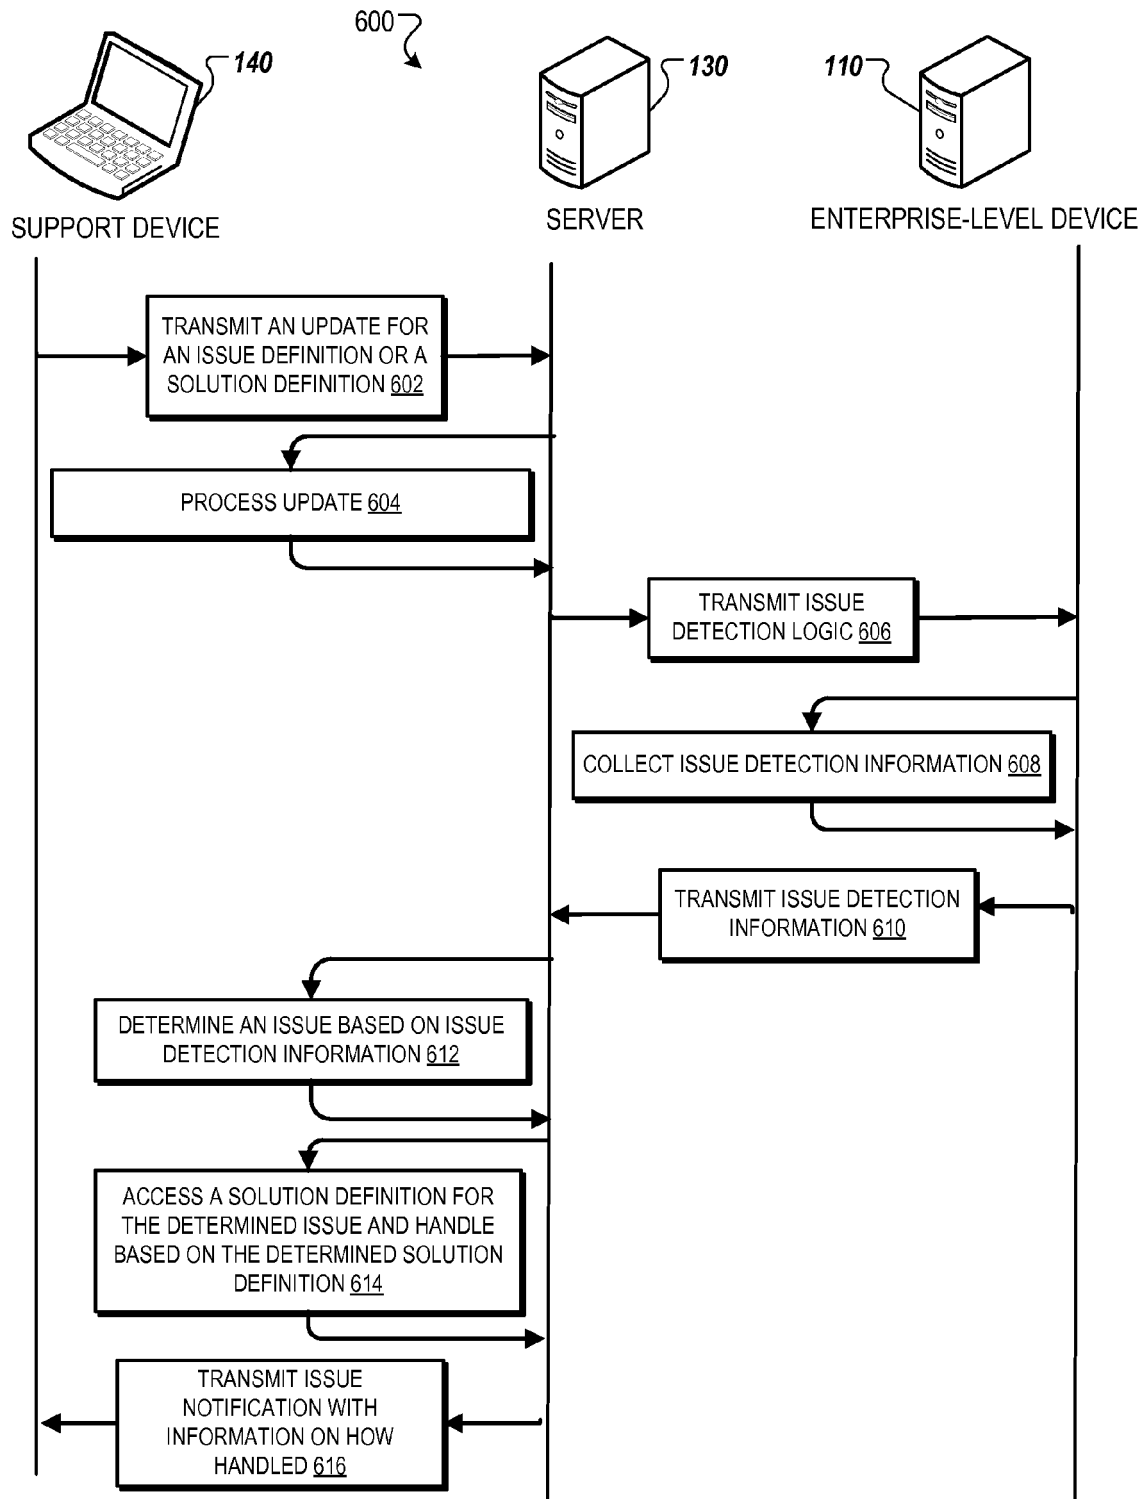 600
140
130
110
SUPPORT DEVICE
SERVER
ENTERPRISE-LEVEL DEVICE
TRANSMIT AN UPDATE FOR
AN ISSUE DEFINITION OR A
SOLUTION DEFINITION 602
PROCESS UPDATE 604
TRANSMIT ISSUE
DETECTION LOGIC 606
COLLECT ISSUE DETECTION INFORMATION 608
TRANSMIT ISSUE DETECTION
INFORMATION 610
DETERMINE AN ISSUE BASED ON ISSUE
DETECTION INFORMATION 612
ACCESS A SOLUTION DEFINITION FOR
THE DETERMINED ISSUE AND HANDLE
BASED ON THE DETERMINED SOLUTION
DEFINITION 614
TRANSMIT ISSUE
NOTIFICATION WITH
INFORMATION ON HOW
HANDLED 616